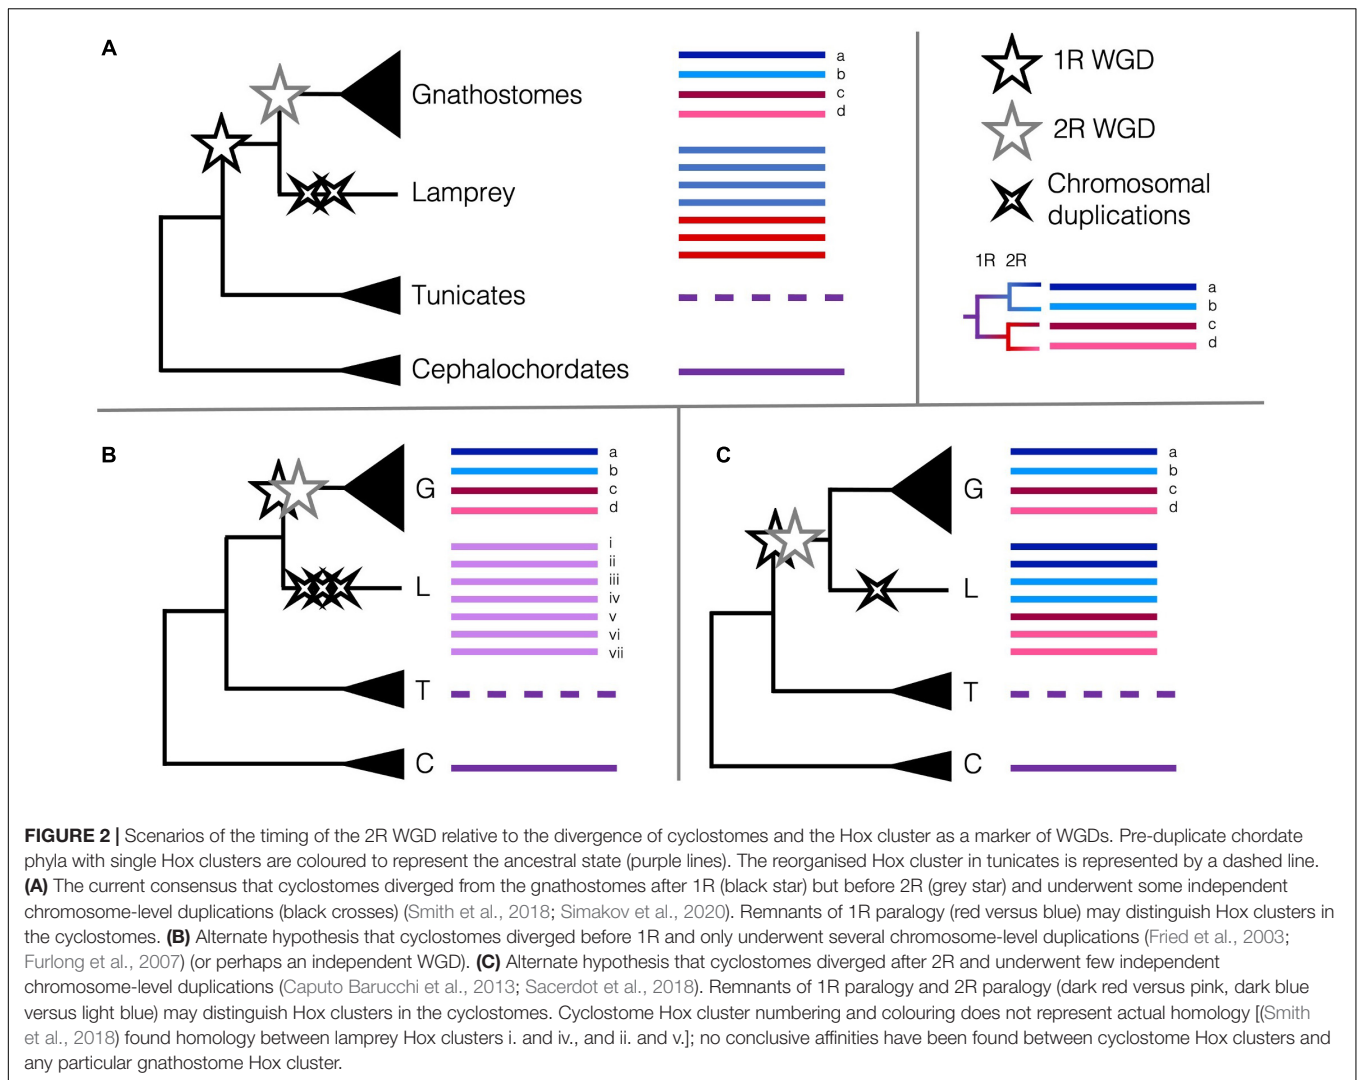 A
Gnathostomes
Lamprey
Tunicates
Cephalochordates
a
b
c
d
1R WGD
2R WGD
Chromosomal
duplications
1R 2R
a
b
c
d
B
G
L
T
C
a
b
c
d
i
ii
iii
iv
v
vi
vii
C
G
L
T
C
a
b
c
d
FIGURE 2 | Scenarios of the timing of the 2R WGD relative to the divergence of cyclostomes and the Hox cluster as a marker of WGDs. Pre-duplicate chordate
phyla with single Hox clusters are coloured to represent the ancestral state (purple lines). The reorganised Hox cluster in tunicates is represented by a dashed line.
(A) The current consensus that cyclostomes diverged from the gnathostomes after 1R (black star) but before 2R (grey star) and underwent some independent
chromosome-level duplications (black crosses) (Smith et al., 2018; Simakov et al., 2020). Remnants of 1R paralogy (red versus blue) may distinguish Hox clusters in
the cyclostomes. (B) Alternate hypothesis that cyclostomes diverged before 1R and only underwent several chromosome-level duplications (Fried et al., 2003;
Furlong et al., 2007) (or perhaps an independent WGD). (C) Alternate hypothesis that cyclostomes diverged after 2R and underwent few independent
chromosome-level duplications (Caputo Barucchi et al., 2013; Sacerdot et al., 2018). Remnants of 1R paralogy and 2R paralogy (dark red versus pink, dark blue
versus light blue) may distinguish Hox clusters in the cyclostomes. Cyclostome Hox cluster numbering and colouring does not represent actual homology [(Smith
et al., 2018) found homology between lamprey Hox clusters i. and iv., and ii. and v.]; no conclusive affinities have been found between cyclostome Hox clusters and
any particular gnathostome Hox cluster.